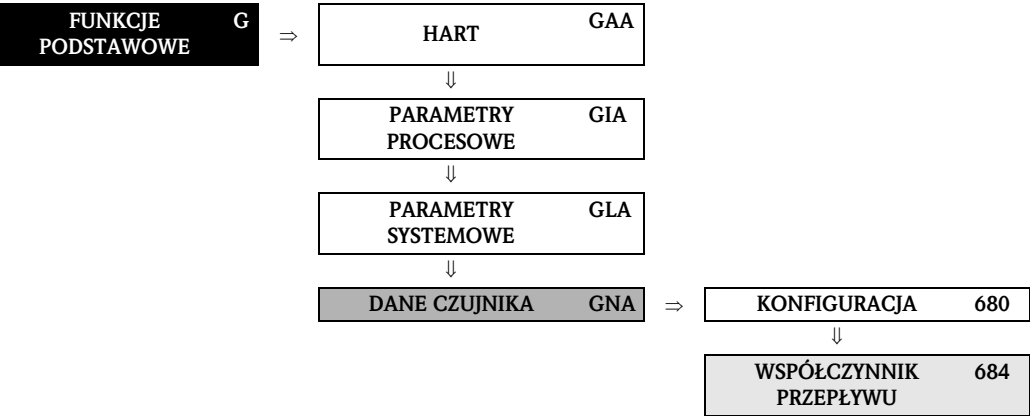 FUNKCJE G
PODSTAWOWE
⇒
HART GAA
⇓
PARAMETRY GIA
PROCESOWE
⇓
PARAMETRY GLA
SYSTEMOWE
⇓
DANE CZUJNIKA GNA
⇒
KONFIGURACJA 680
⇓
WSPÓŁCZYNNIK 684
PRZEPŁYWU